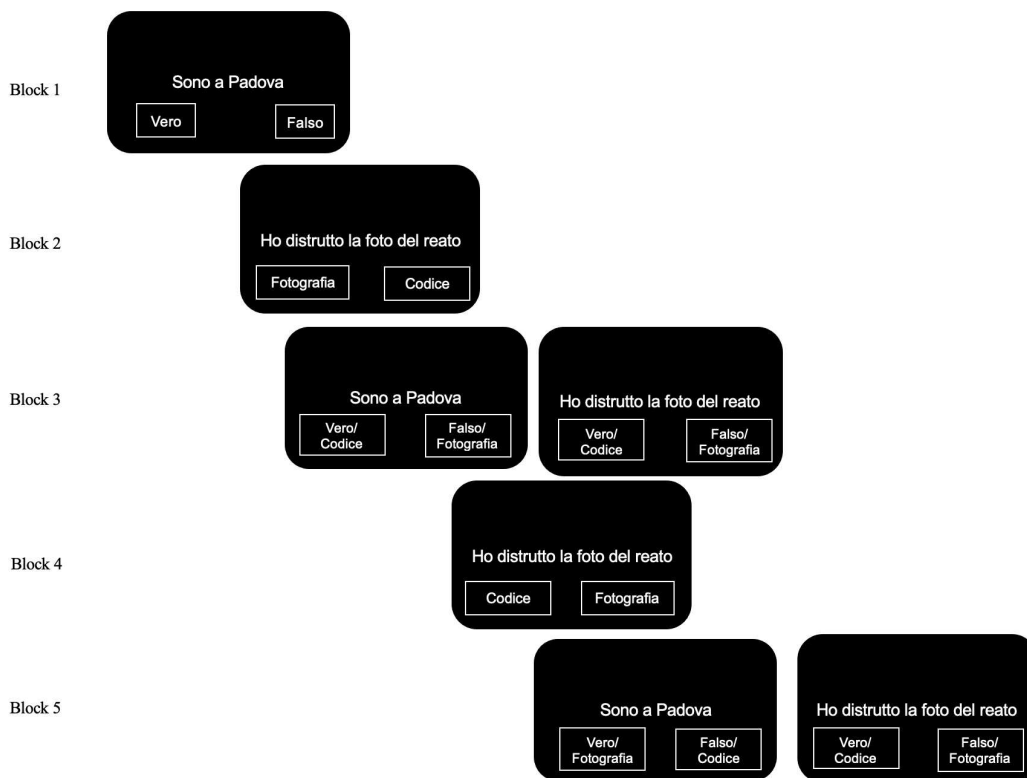 Block 1
Sono a Padova
Vero
Falso
Block 2
Ho distrutto la foto del reato
Fotografia
Codice
Block 3
Sono a Padova
Vero/
Codice
Falso/
Fotografia
Ho distrutto la foto del reato
Vero/
Codice
Falso/
Fotografia
Block 4
Ho distrutto la foto del reato
Codice
Fotografia
Block 5
Sono a Padova
Vero/
Fotografia
Falso/
Codice
Ho distrutto la foto del reato
Vero/
Codice
Falso/
Fotografia